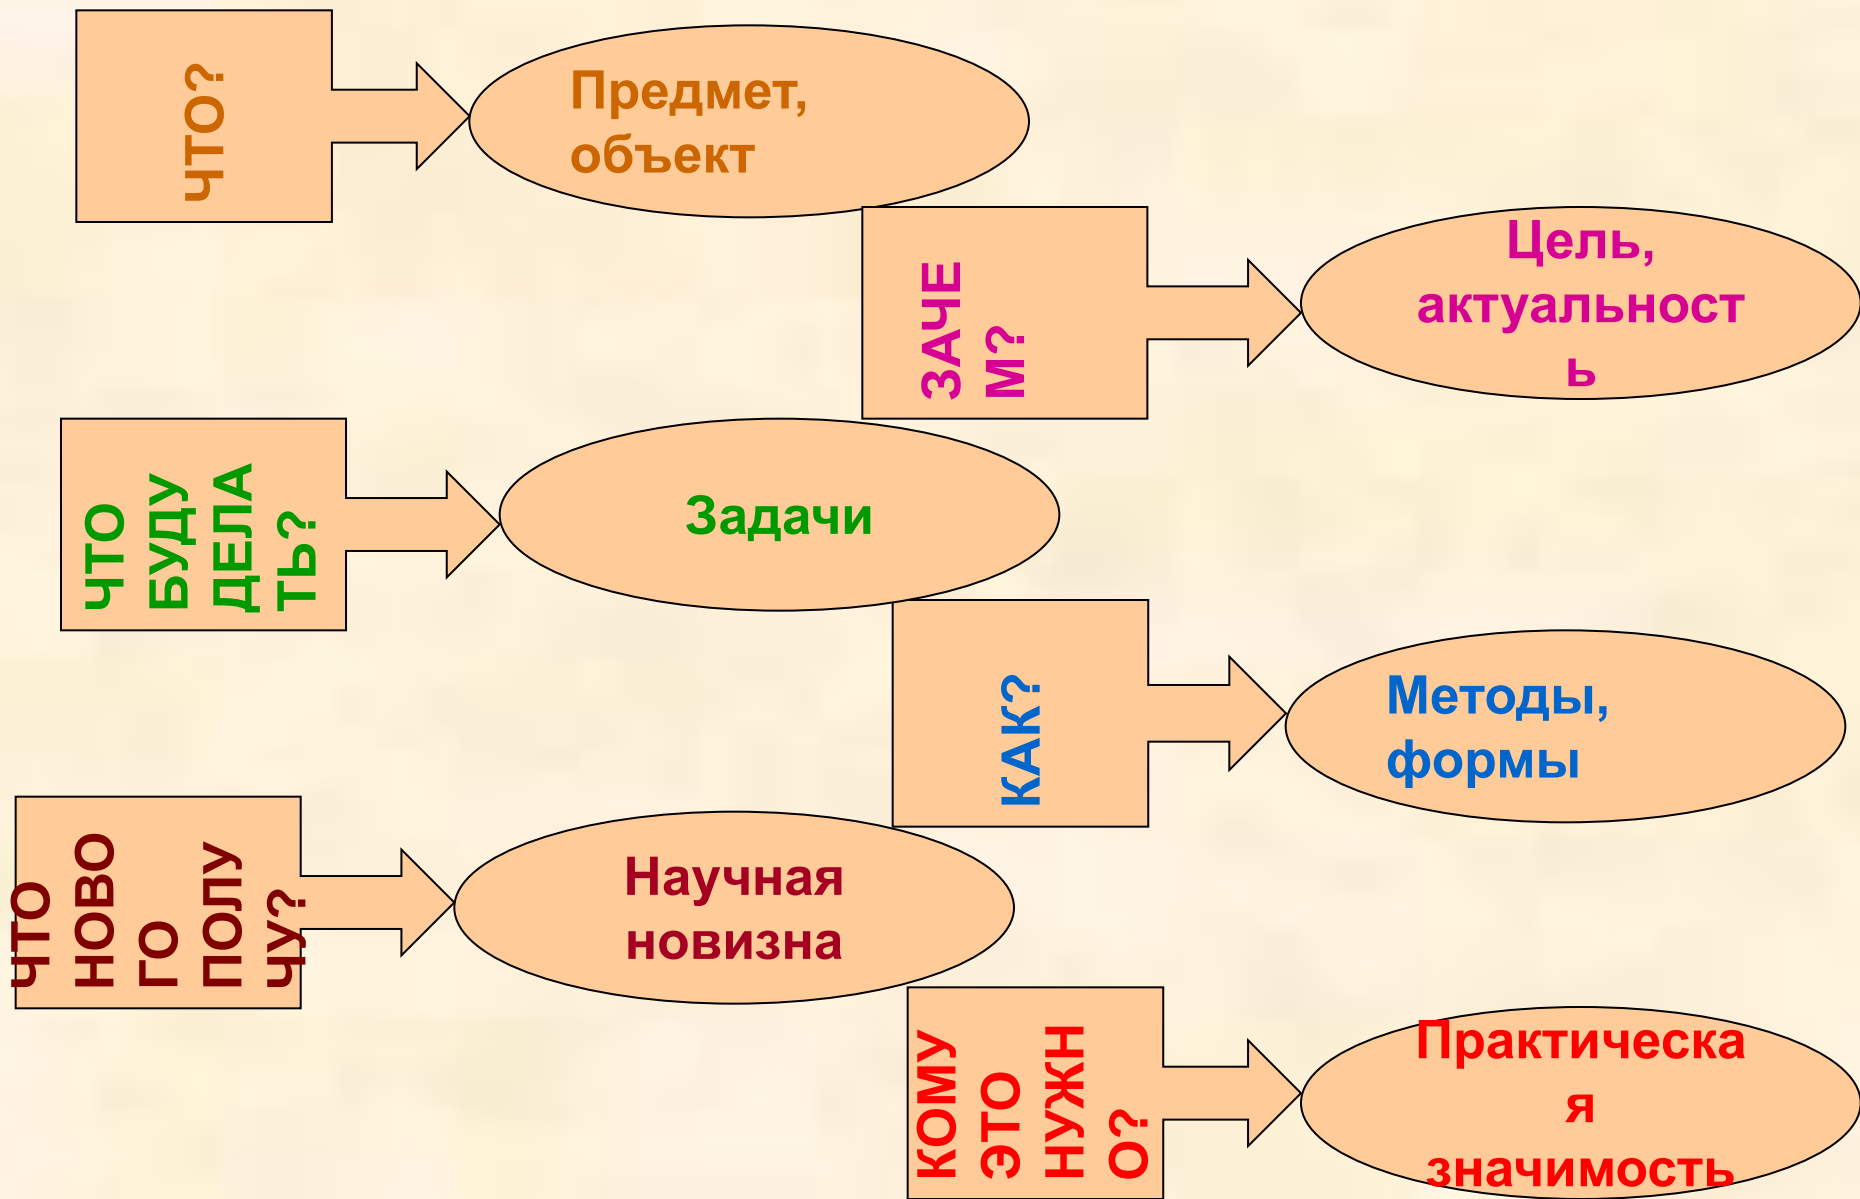 ЧТО?
Предмет,
объект
ЗАЧЕ
М?
Цель,
актуальност
ь
ЧТО
БУДУ
ДЕЛА
ТЬ?
Задачи
КАК?
Методы,
формы
ЧТО
НОВО
ГО
ПОЛУ
ЧУ?
Научная
новизна
КОМУ
ЭТО
НУЖН
О?
Практическа
я
значимость